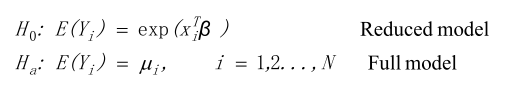 H₀: E(Yᵢ) = exp(xᵢᵀβ ) Reduced model
Hₐ: E(Yᵢ) = μᵢ, i = 1,2...,N Full model